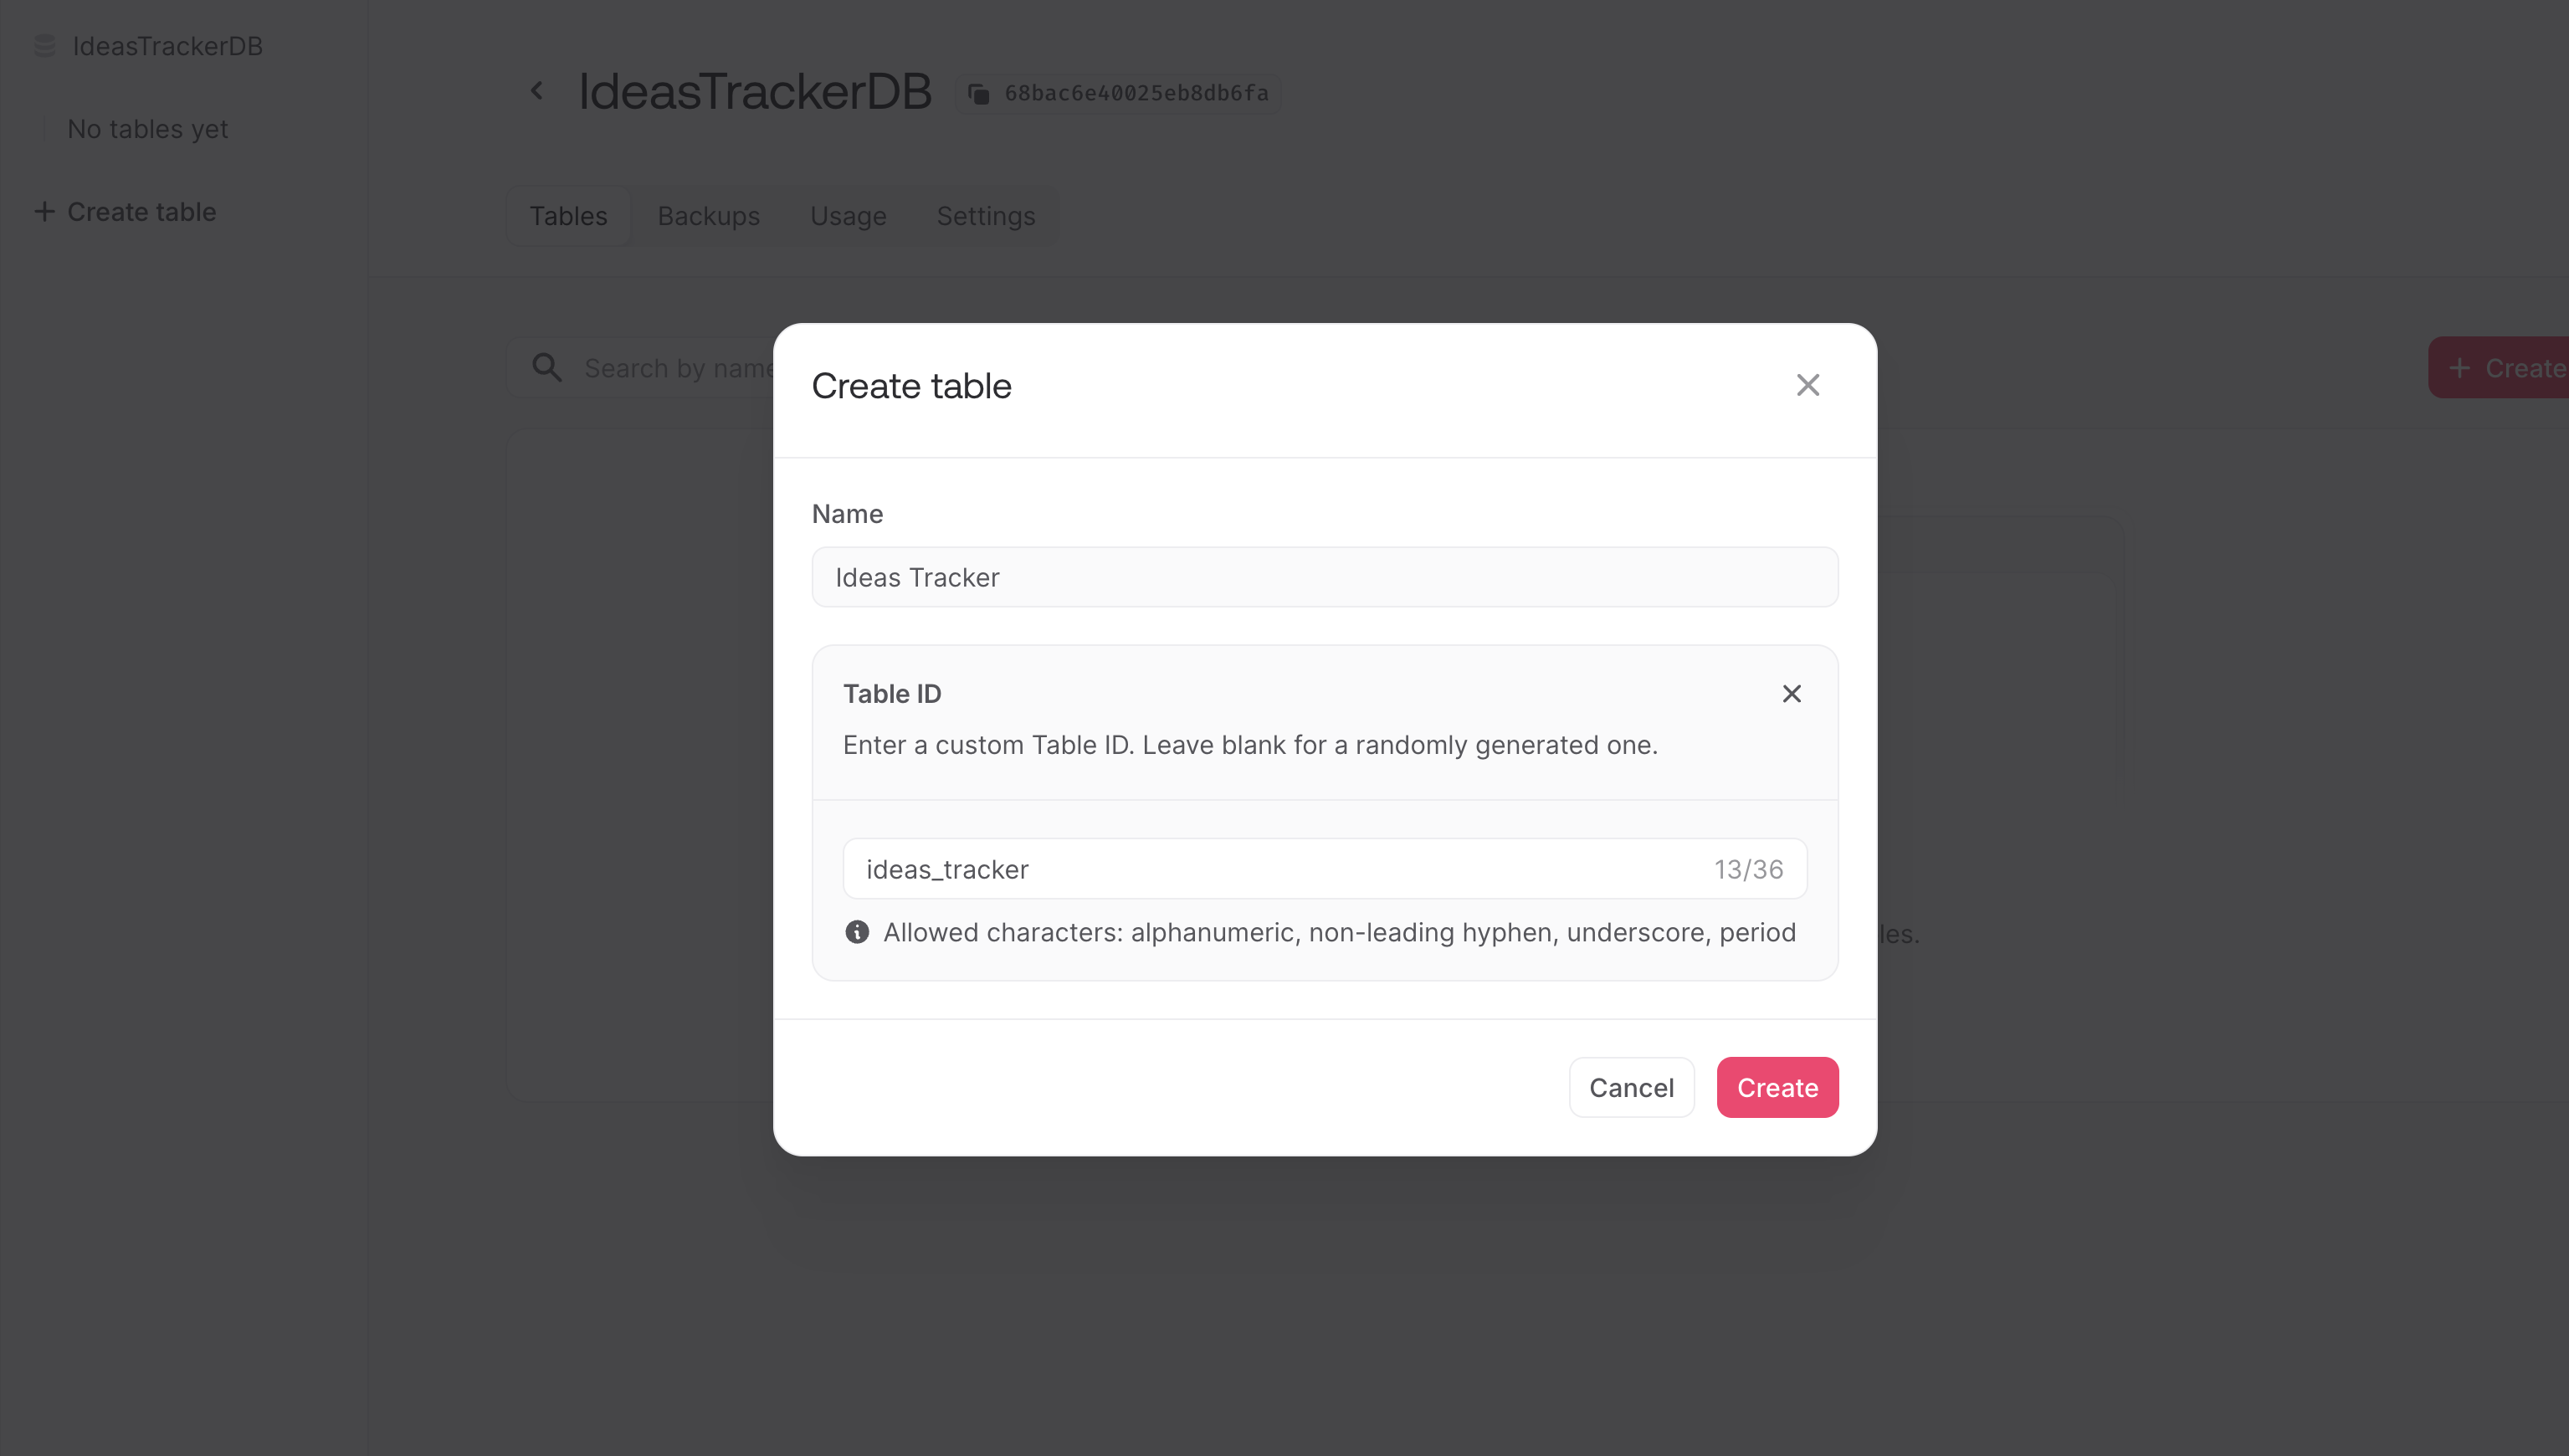 IdeasTrackerDB
No tables yet
Create table
IdeasTrackerDB
68bac6e40025eb8db6fa
Tables
Backups
Usage
Settings
Search by name
Create
Create table
Name
Ideas Tracker
Table ID
Enter a custom Table ID. Leave blank for a randomly generated one.
ideas_tracker
13/36
Allowed characters: alphanumeric, non-leading hyphen, underscore, period
les.
Cancel
Create